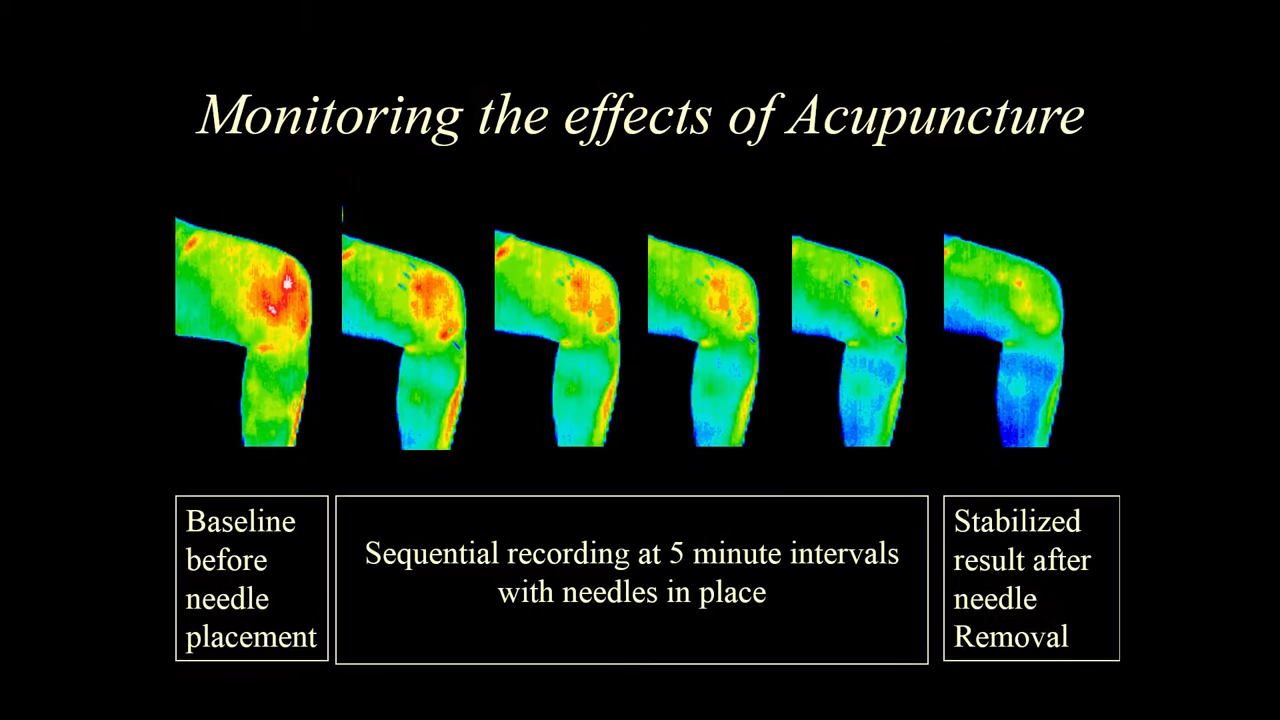 Monitoring the effects of Acupuncture
Baseline
before
needle
placement
Sequential recording at 5 minute intervals
with needles in place
Stabilized
result after
needle
Removal